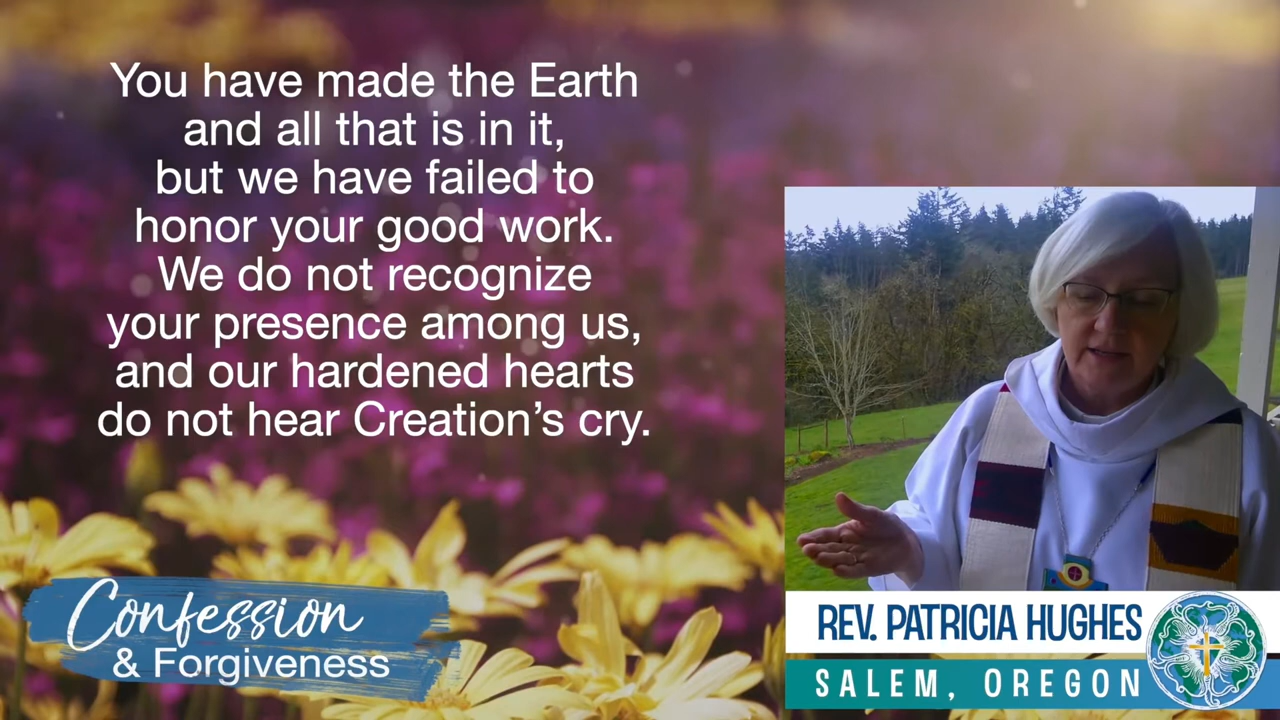 You have made the Earth
and all that is in it,
but we have failed to
honor your good work.
We do not recognize
your presence among us,
and our hardened hearts
do not hear Creation’s cry.
Confession
& Forgiveness
REV. PATRICIA HUGHES
SALEM, OREGON